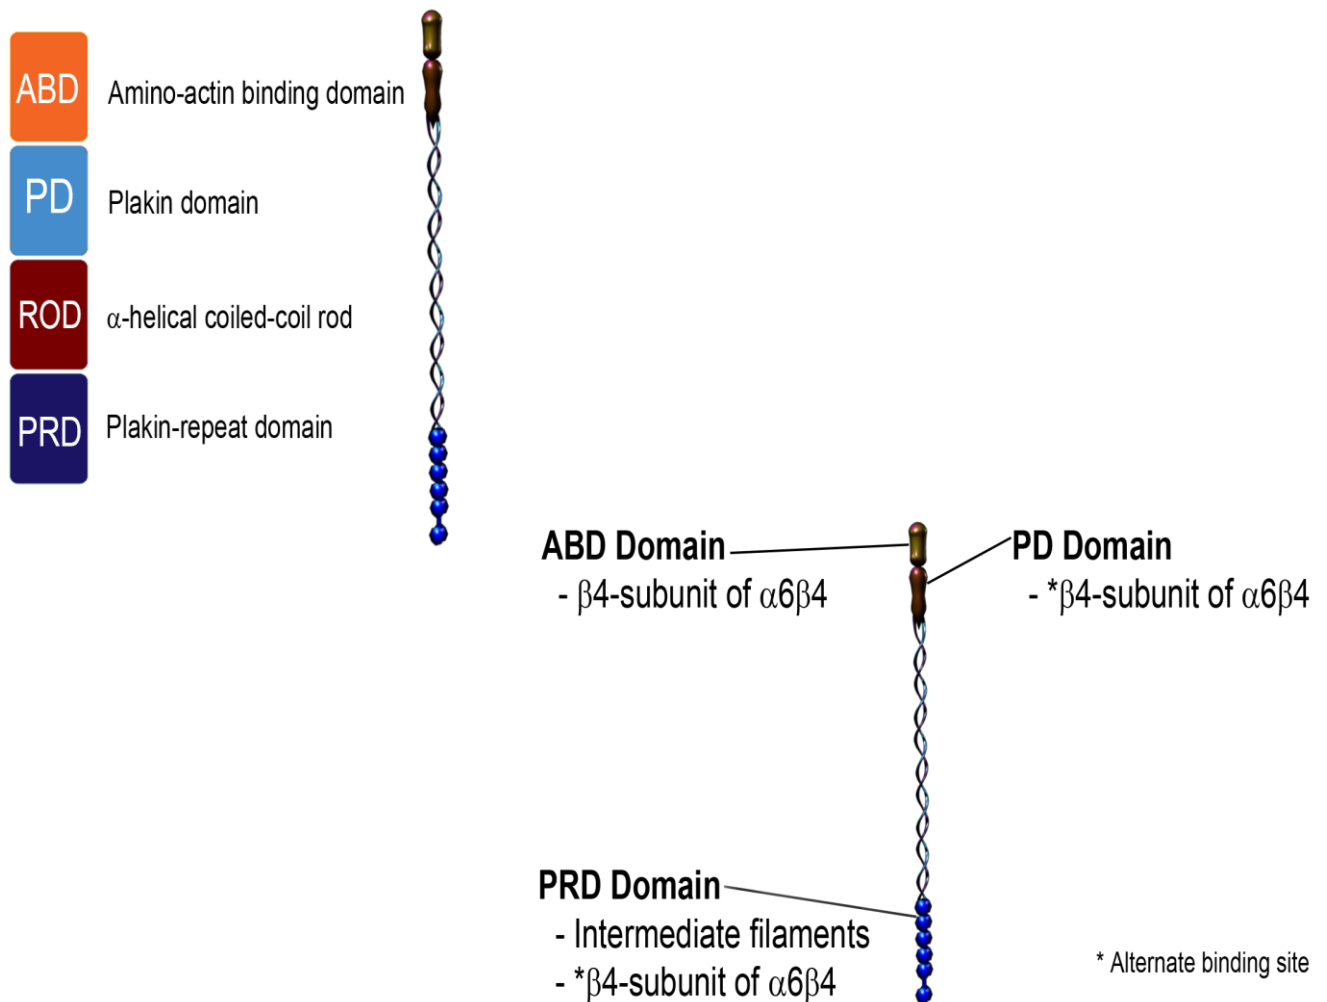 ABD Amino-actin binding domain
PD Plakin domain
ROD α-helical coiled-coil rod
PRD Plakin-repeat domain
ABD Domain
- β4-subunit of α6β4
PD Domain
- *β4-subunit of α6β4
PRD Domain
- Intermediate filaments
- *β4-subunit of α6β4
* Alternate binding site